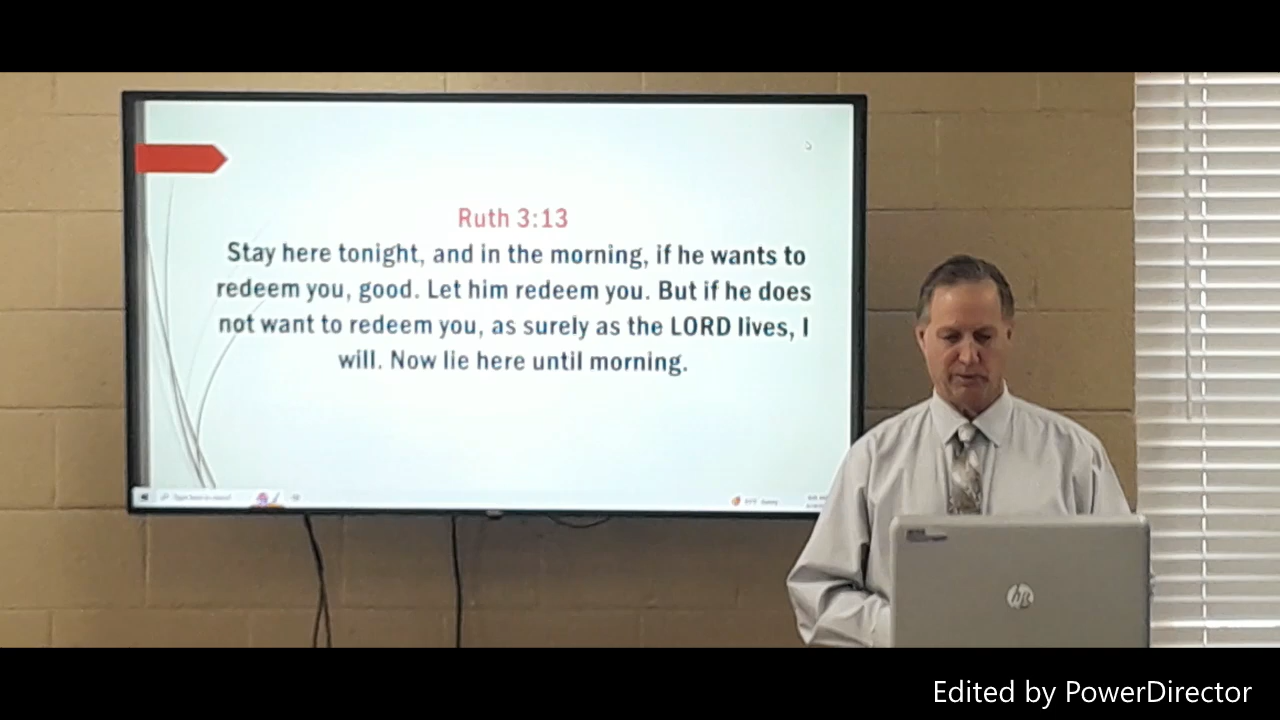 Ruth 3:13
Stay here tonight, and in the morning, if he wants to
redeem you, good. Let him redeem you. But if he does
not want to redeem you, as surely as the LORD lives, I
will. Now lie here until morning.
hp
Edited by PowerDirector